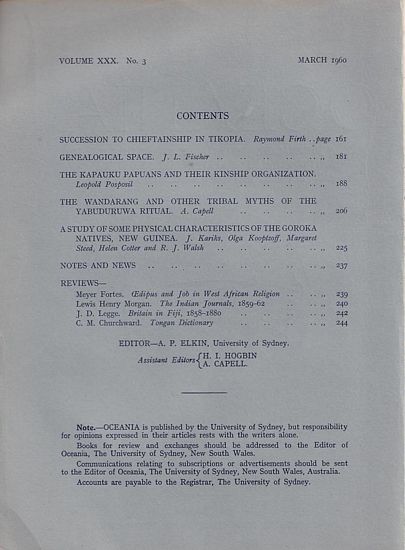 VOLUME XXX. No. 3 MARCH 1960
CONTENTS
SUCCESSION TO CHIEFTAINSHIP IN TIKOPIA. Raymond Firth .. page 161
GENEALOGICAL SPACE. J. L. Fischer .. .. .. .. .. ,, 181
THE KAPAUKU PAPUANS AND THEIR KINSHIP ORGANIZATION.
Leopold Posposil .. .. .. .. .. .. .. ,, 188
THE WANDARANG AND OTHER TRIBAL MYTHS OF THE
YABUDURUWA RITUAL. A. Capell .. .. .. .. ,, 206
A STUDY OF SOME PHYSICAL CHARACTERISTICS OF THE GOROKA
NATIVES, NEW GUINEA. J. Kariks, Olga Kooptzoff, Margaret
Steed, Helen Cotter and R. J. Walsh .. .. .. .. ,, 225
NOTES AND NEWS .. .. .. .. .. .. .. ,, 237
REVIEWS—
Meyer Fortes. Œdipus and Job in West African Religion .. .. ,, 239
Lewis Henry Morgan. The Indian Journals, 1859-62 .. .. ,, 240
J. D. Legge. Britain in Fiji, 1858-1880 .. .. .. .. ,, 242
C. M. Churchward. Tongan Dictionary .. .. .. .. ,, 244
EDITOR—A. P. ELKIN, University of Sydney.
Assistant Editors { H. I. HOGBIN
A. CAPELL.
Note.—OCEANIA is published by the University of Sydney, but responsibility
for opinions expressed in their articles rests with the writers alone.
Books for review and exchanges should be addressed to the Editor of
Oceania, The University of Sydney, New South Wales.
Communications relating to subscriptions or advertisements should be sent
to the Editor of Oceania, The University of Sydney, New South Wales, Australia.
Accounts are payable to the Registrar, The University of Sydney.